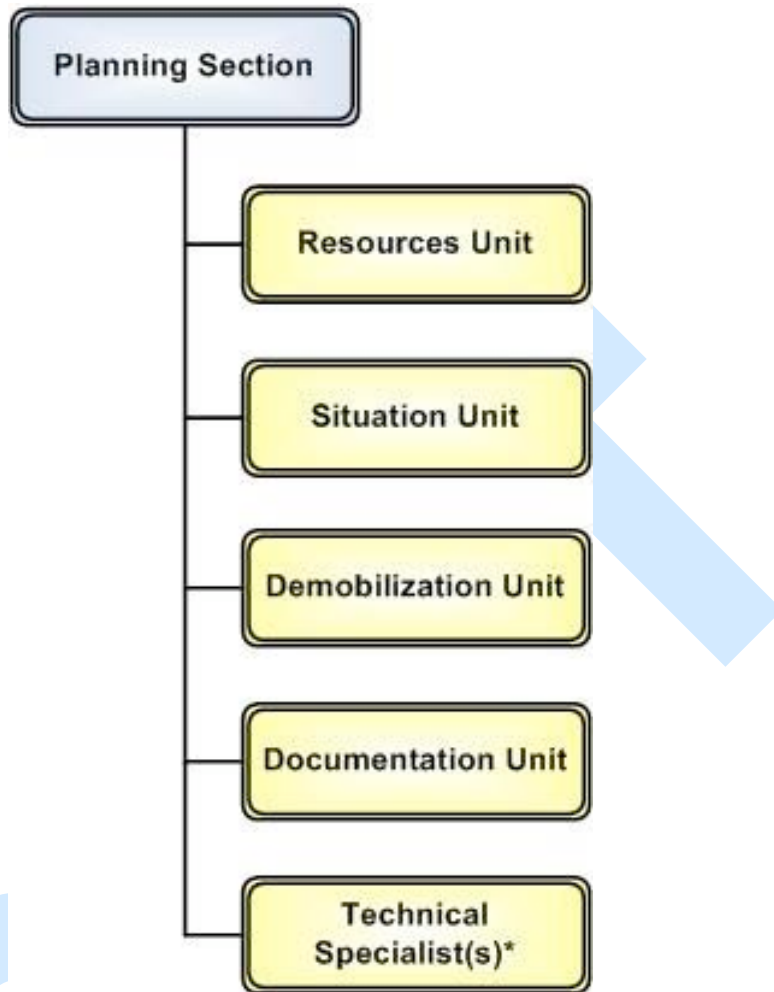 Planning Section
Resources Unit
Situation Unit
Demobilization Unit
Documentation Unit
Technical
Specialist(s)*